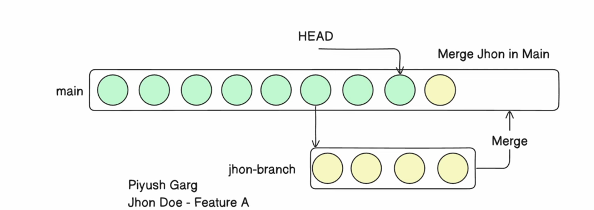 HEAD
Merge Jhon in Main
main
Merge
jhon-branch
Piyush Garg
Jhon Doe - Feature A